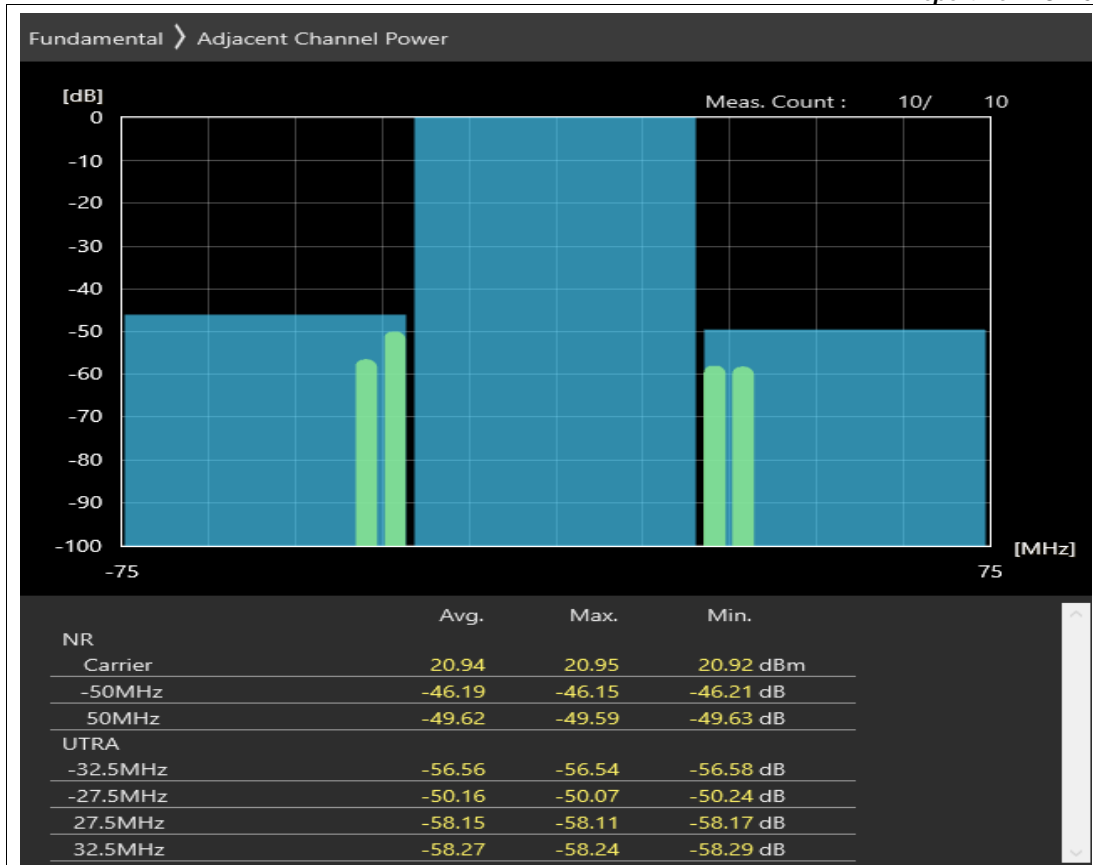 Fundamental 〉 Adjacent Channel Power
[dB]
Meas. Count : 10/ 10
0
-10
-20
-30
-40
-50
-60
-70
-80
-90
-100
[MHz]
-75 75
Avg. Max. Min.
NR
Carrier 20.94 20.95 20.92 dBm
-50MHz -46.19 -46.15 -46.21 dB
50MHz -49.62 -49.59 -49.63 dB
UTRA
-32.5MHz -56.56 -56.54 -56.58 dB
-27.5MHz -50.16 -50.07 -50.24 dB
27.5MHz -58.15 -58.11 -58.17 dB
32.5MHz -58.27 -58.24 -58.29 dB